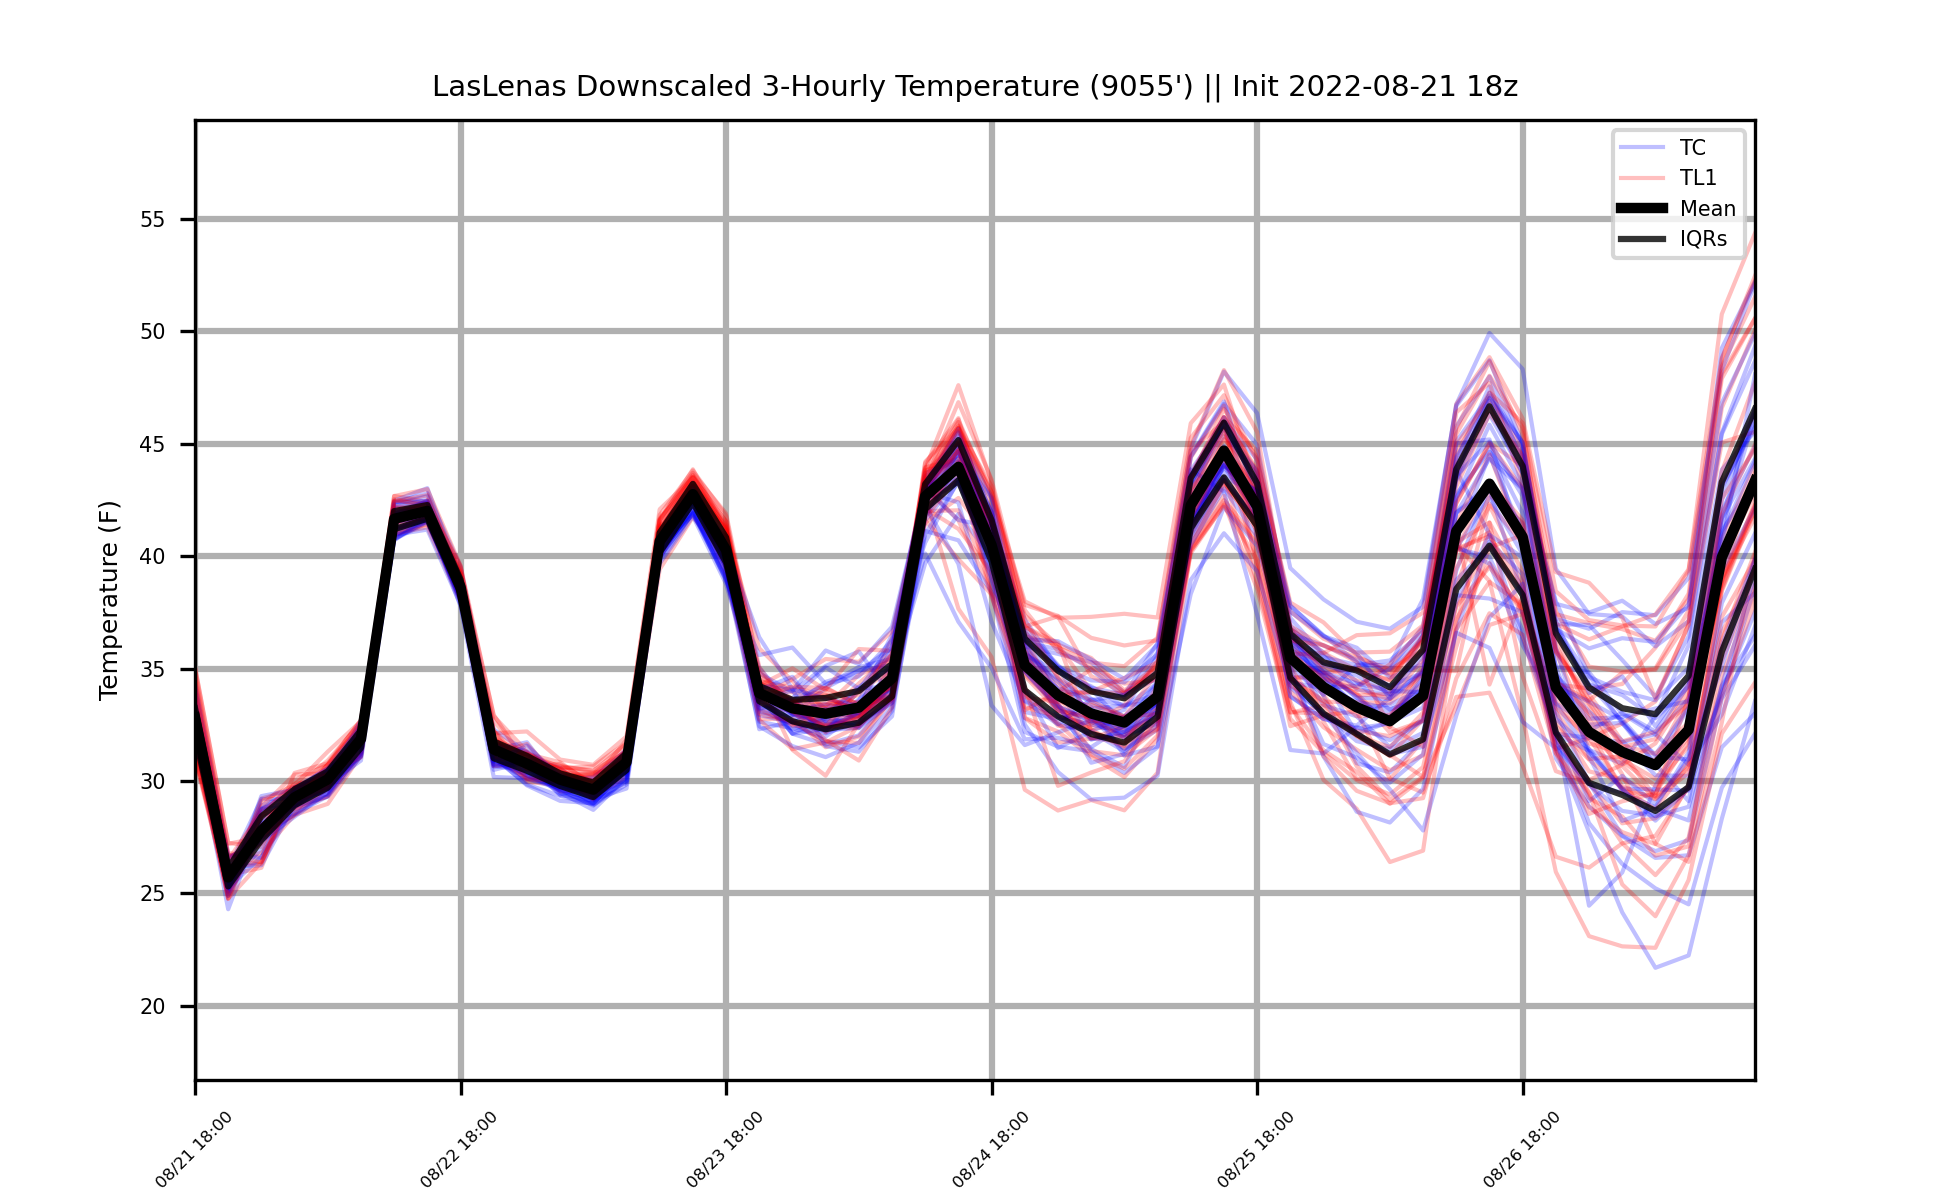 LasLenas Downscaled 3-Hourly Temperature (9055') || Init 2022-08-21 18z
TC
TL1
Mean
IQRs
Temperature (F)
55
50
45
40
35
30
25
20
08/21 18:00
08/22 18:00
08/23 18:00
08/24 18:00
08/25 18:00
08/26 18:00